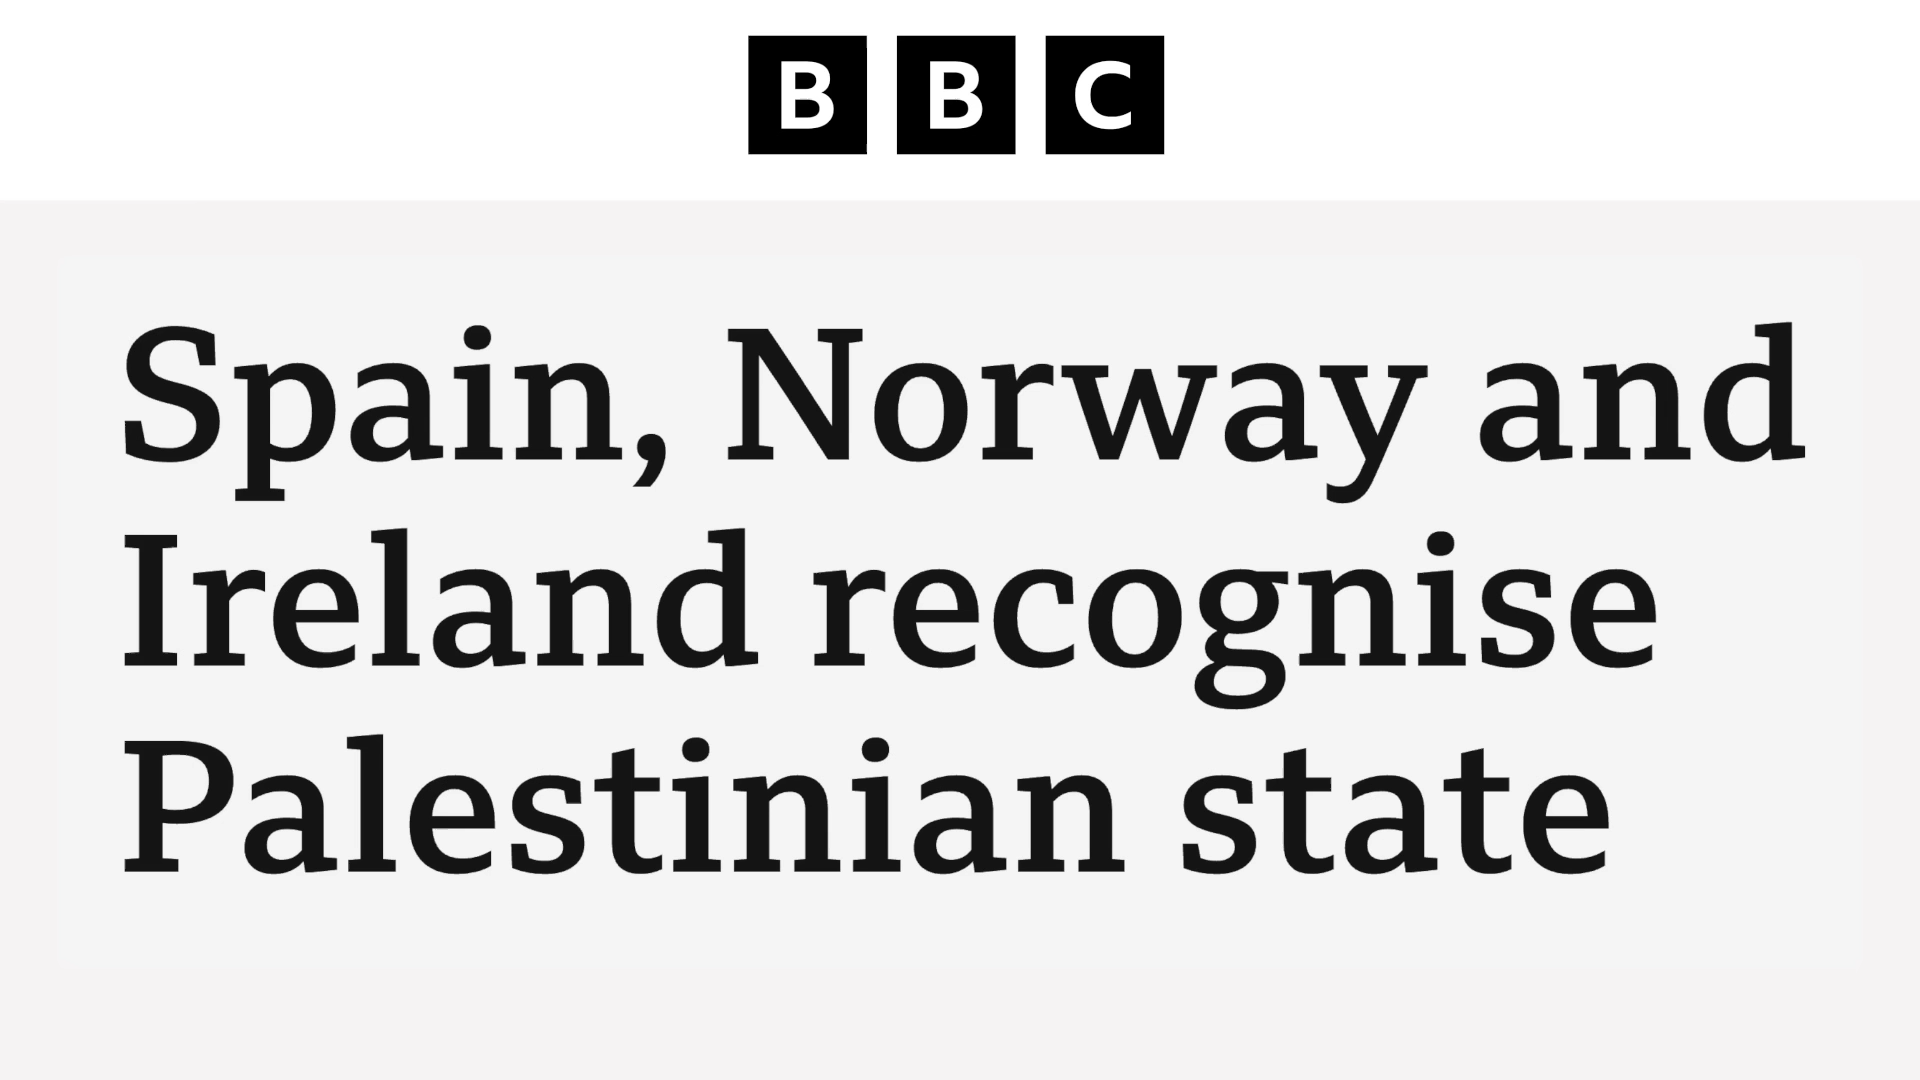 BBC
Spain, Norway and
Ireland recognise
Palestinian state